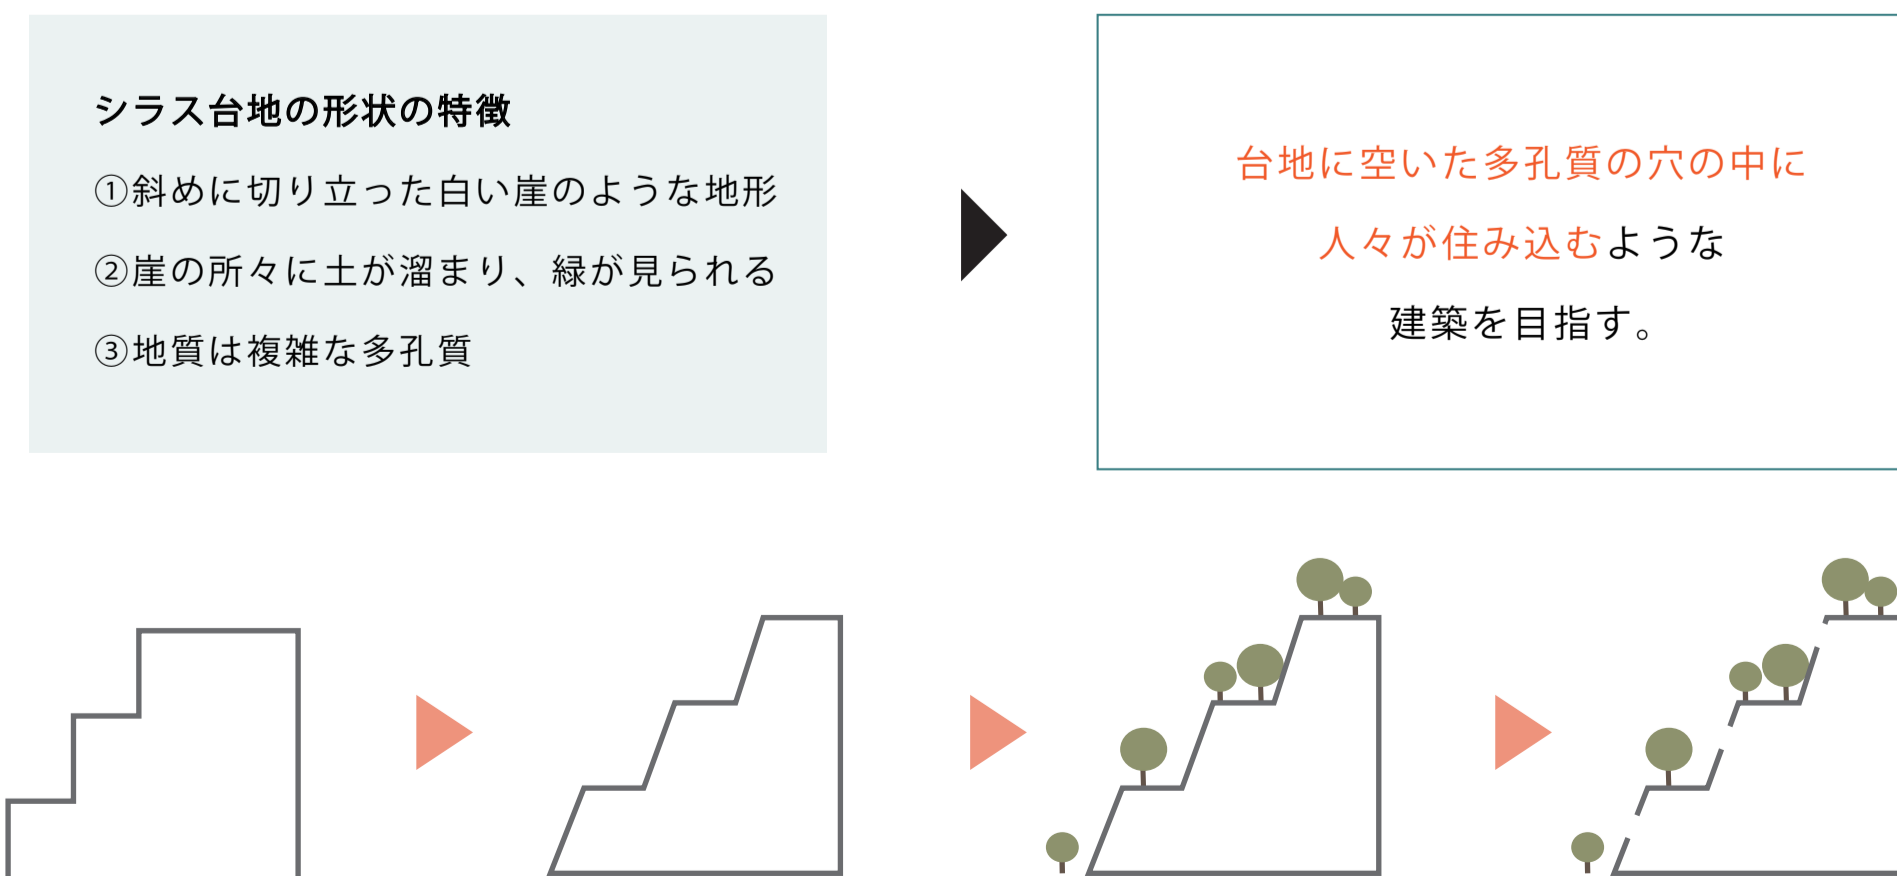 シラス台地の形状の特徴
①斜めに切り立った白い崖のような地形
②崖の所々に土が溜まり、緑が見られる
③地質は複雑な多孔質
台地に空いた多孔質の穴の中に
人々が住み込むような
建築を目指す。